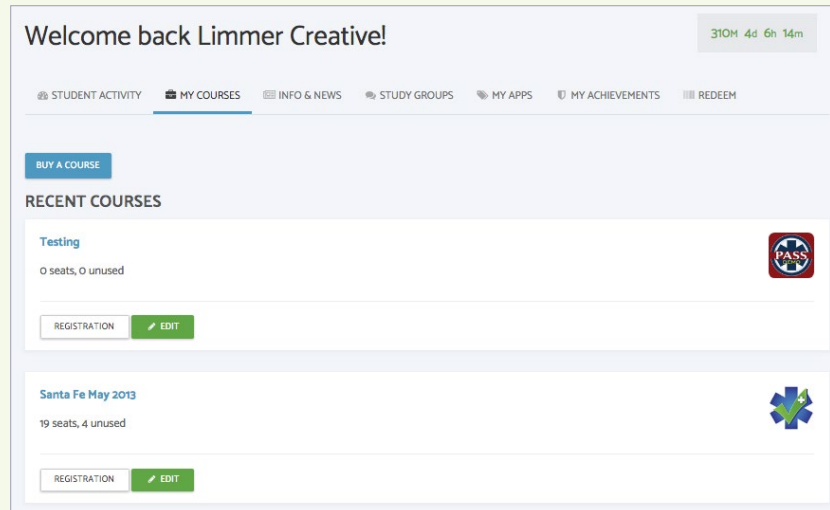 Welcome back Limmer Creative!
310M 4d 6h 14m
STUDENT ACTIVITY MY COURSES INFO & NEWS STUDY GROUPS MY APPS MY ACHIEVEMENTS REDEEM
BUY A COURSE
RECENT COURSES
Testing
PASS
DEMO
0 seats, 0 unused
REGISTRATION EDIT
Santa Fe May 2013
19 seats, 4 unused
REGISTRATION EDIT